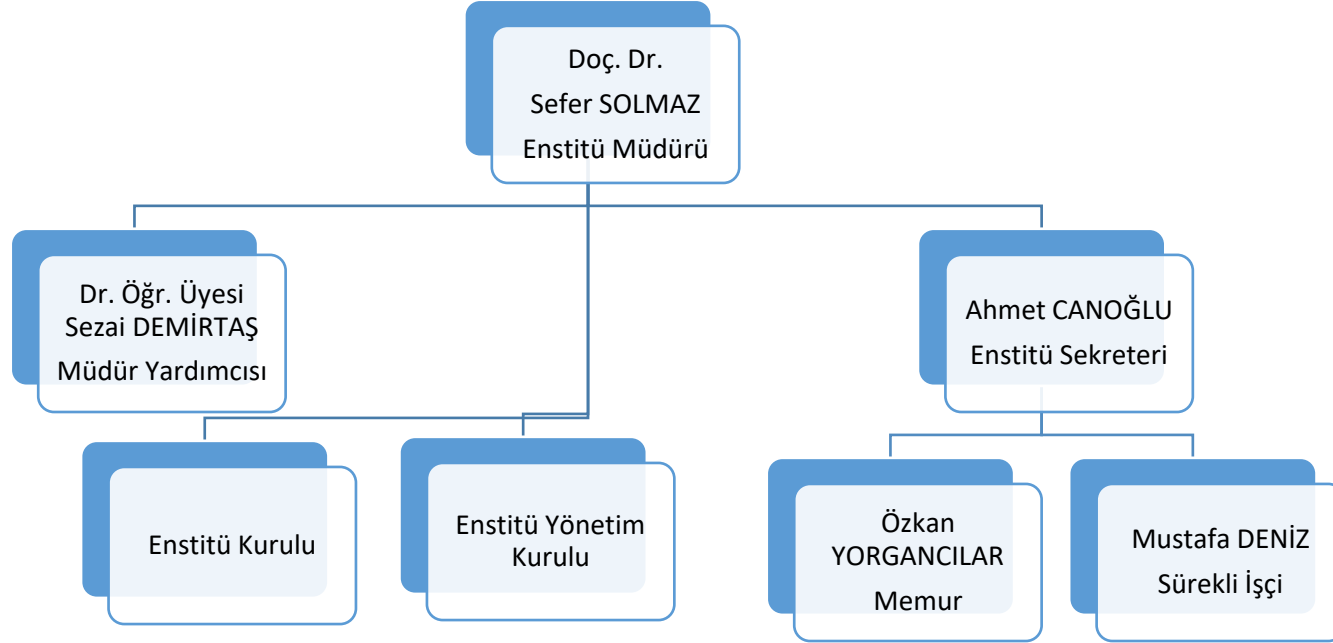 Doç. Dr.
Sefer SOLMAZ
Enstitü Müdürü
Dr. Öğr. Üyesi
Sezai DEMİRTAŞ
Müdür Yardımcısı
Ahmet CANOĞLU
Enstitü Sekreteri
Enstitü Kurulu
Enstitü Yönetim
Kurulu
Özkan
YORGANCILAR
Memur
Mustafa DENİZ
Sürekli İşçi